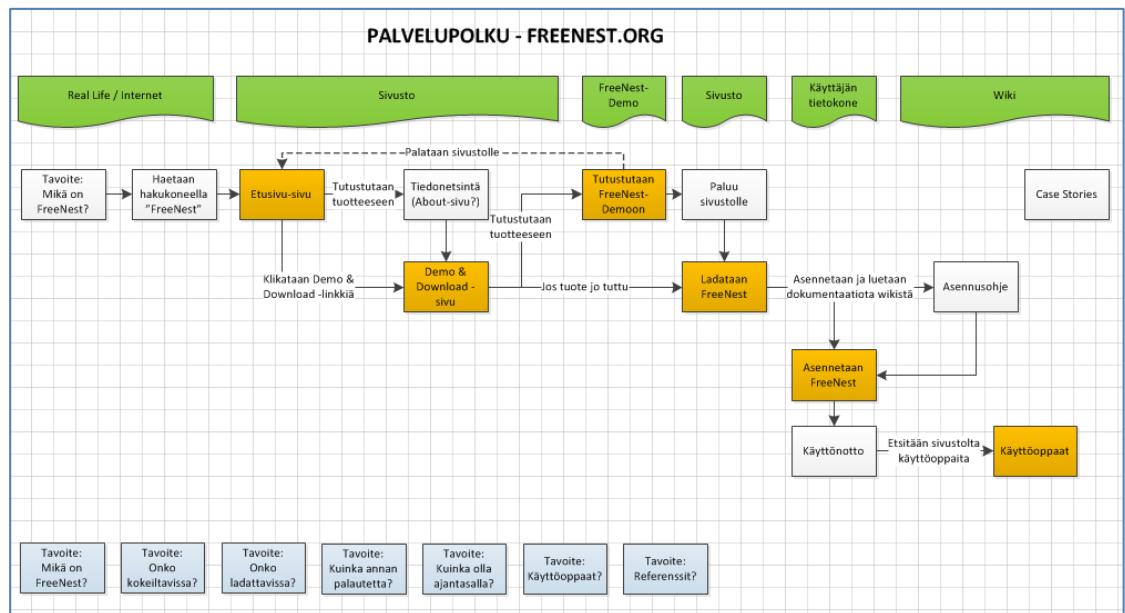 PALVELUPOLKU - FREENEST.ORG
Real Life / Internet
Sivusto
FreeNest-
Demo
Sivusto
Käyttäjän
tietokone
Wiki
Palataan sivustolle
Tavoite:
Mikä on
FreeNest?
Haetaan
hakukoneella
”FreeNest”
Etusivu-sivu
Tutustutaan
tuotteeseen
Tiedonetsintä
(About-sivu?)
Tutustutaan
tuotteeseen
Tutustutaan
FreeNest-
Demoon
Paluu
sivustolle
Case Stories
Klikataan Demo &
Download -linkkiä
Demo &
Download -
sivu
Jos tuote jo tuttu
Ladataan
FreeNest
Asennetaan ja luetaan
dokumentaatiota wikistä
Asennusohje
Asennetaan
FreeNest
Käyttönotto
Etsitään sivustolta
käyttöoppaita
Käyttöoppaat
Tavoite:
Mikä on
FreeNest?
Tavoite:
Onko
kokeiltavissa?
Tavoite:
Onko
ladattavissa?
Tavoite:
Kuinka annan
palautetta?
Tavoite:
Kuinka olla
ajantasalla?
Tavoite:
Käyttöoppaat?
Tavoite:
Referenssit?